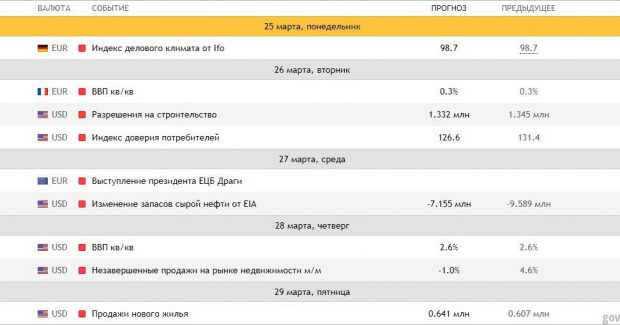 ВАЛЮТА СОБЫТИЕ ПРОГНОЗ ПРЕДЫДУЩЕЕ
25 марта, понедельник
EUR Индекс делового климата от Ifo 98.7 98.7
26 марта, вторник
EUR ВВП кв/кв 0.3% 0.3%
USD Разрешения на строительство 1.332 млн 1.345 млн
USD Индекс доверия потребителей 126.6 131.4
27 марта, среда
EUR Выступление президента ЕЦБ Драги
USD Изменение запасов сырой нефти от EIA -7.155 млн -9.589 млн
28 марта, четверг
USD ВВП кв/кв 2.6% 2.6%
USD Незавершенные продажи на рынке недвижимости м/м -1.0% 4.6%
29 марта, пятница
USD Продажи нового жилья 0.641 млн 0.607 млн
gov